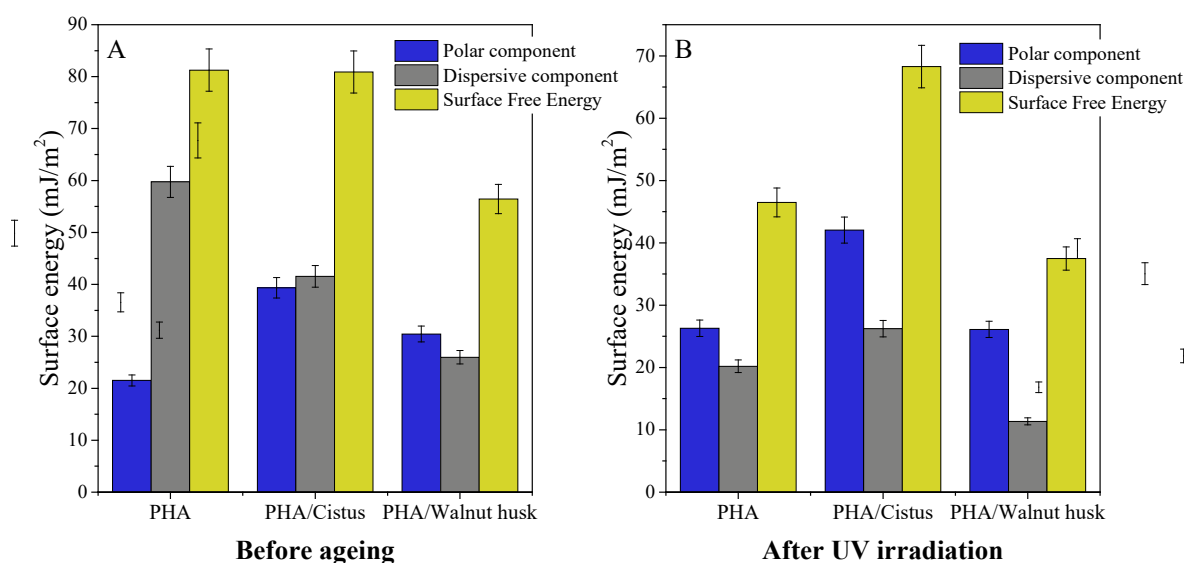 A
Polar component
Dispersive component
Surface Free Energy
Surface energy (mJ/m²)
90
80
70
60
50
40
30
20
10
0
PHA
PHA/Cistus
PHA/Walnut husk
Before ageing
B
Polar component
Dispersive component
Surface Free Energy
Surface energy (mJ/m²)
70
60
50
40
30
20
10
0
PHA
PHA/Cistus
PHA/Walnut husk
After UV irradiation